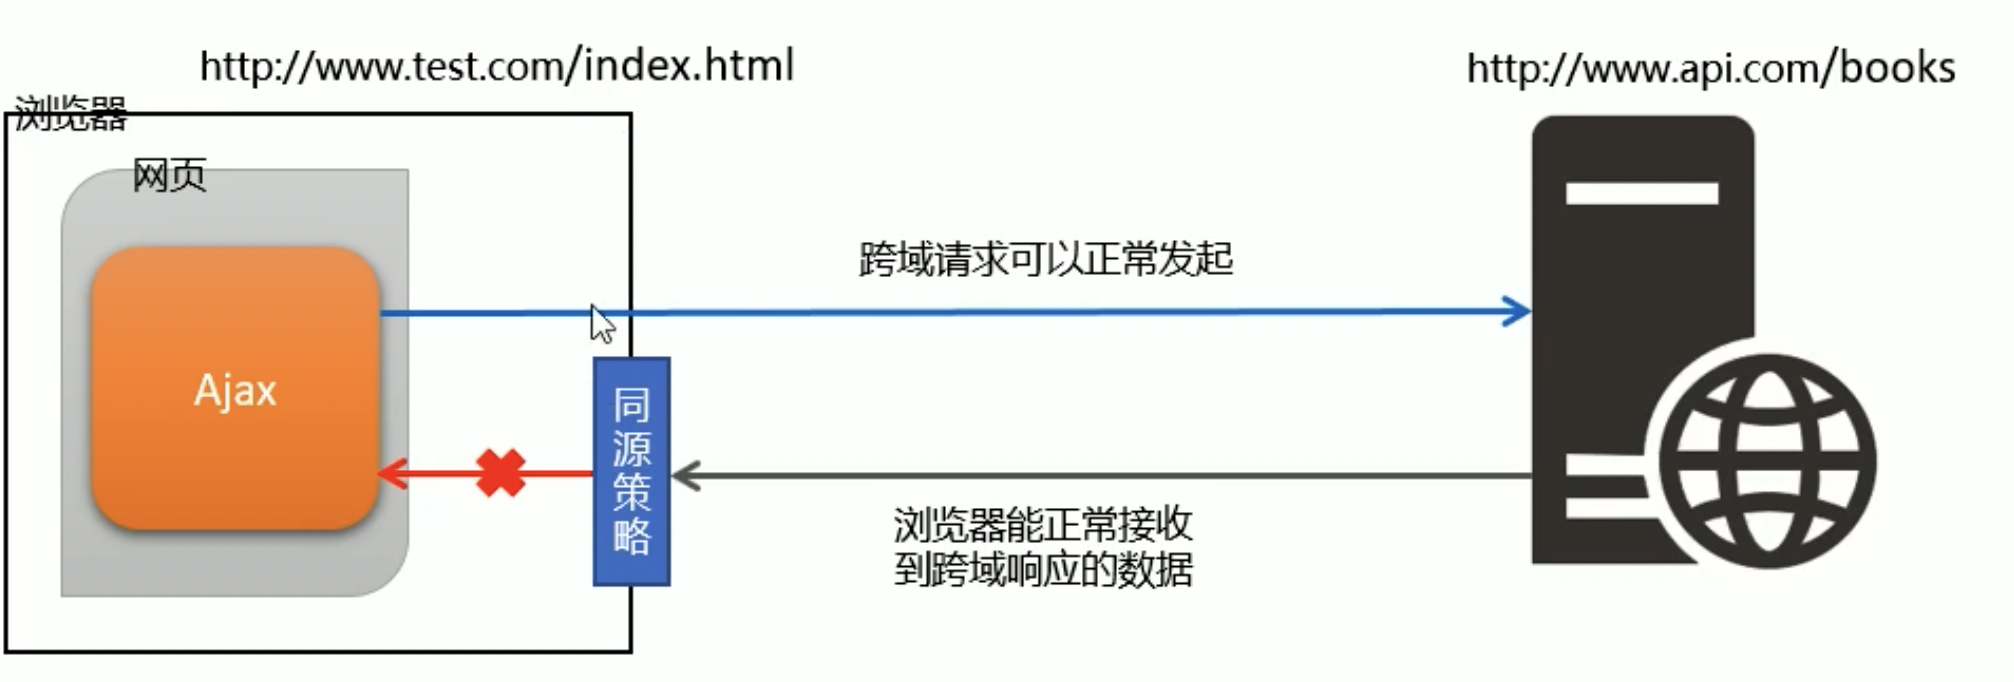 http://www.test.com/index.html
http://www.api.com/books
浏览器
网页
跨域请求可以正常发起
Ajax
同源策略
浏览器能正常接收
到跨域响应的数据